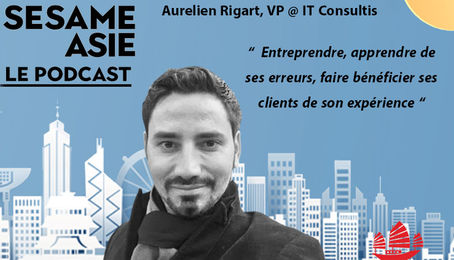 SESAME
ASIE
LE PODCAST
Aurelien Rigart, VP @ IT Consultis
“ Entreprendre, apprendre de
ses erreurs, faire bénéficier ses
clients de son expérience “